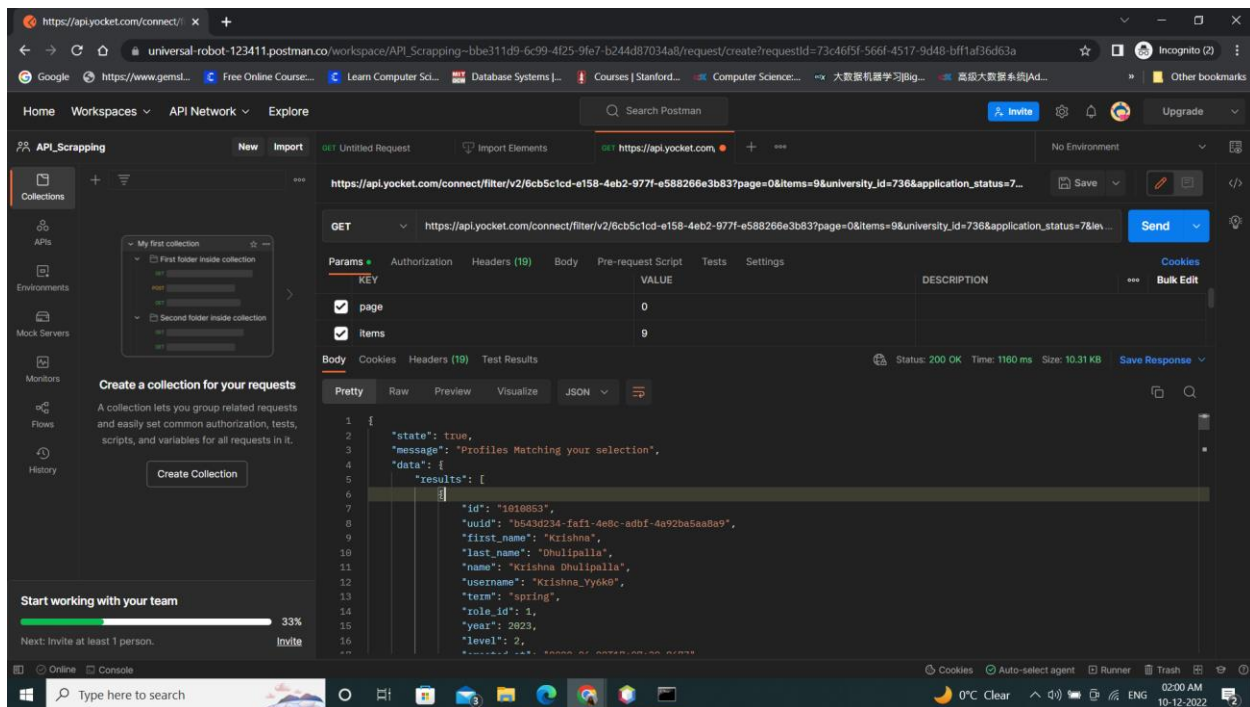 https://api.yocket.com/connect/
universal-robot-123411.postman.co/workspace/API_Scrapping~bbe311d9-6c99-4f25-9fe7-b244d87034a8/request/create?requestId=73c46f5f-566f-4517-9d48-bff1af36d63a Incognito (2)
Google https://www.gemsl... Free Online Course:... Learn Computer Sci... Database Systems |... Courses | Stanford... Computer Science:... 大数据机器学习|Big... 高级大数据系统|Ad... » Other bookmarks
Home Workspaces API Network Explore Search Postman Invite Upgrade
API_Scrapping New Import GET Untitled Request Import Elements GET https://api.yocket.com, No Environment
Collections
APIs
Environments
Mock Servers
Monitors
Flows
History
My first collection
First folder inside collection
GET
POST
GET
Second folder inside collection
GET
GET
Create a collection for your requests
A collection lets you group related requests
and easily set common authorization, tests,
scripts, and variables for all requests in it.
Create Collection
Start working with your team
33%
Next: Invite at least 1 person. Invite
https://api.yocket.com/connect/filter/v2/6cb5c1cd-e158-4eb2-977f-e588266e3b83?page=0&items=9&university_id=736&application_status=7... Save
GET https://api.yocket.com/connect/filter/v2/6cb5c1cd-e158-4eb2-977f-e588266e3b83?page=0&items=9&university_id=736&application_status=7&lev... Send
Params Authorization Headers (19) Body Pre-request Script Tests Settings Cookies
KEY VALUE DESCRIPTION Bulk Edit
page 0
items 9
Body Cookies Headers (19) Test Results Status: 200 OK Time: 1160 ms Size: 10.31 KB Save Response
Pretty Raw Preview Visualize JSON
1 {
2 "state": true,
3 "message": "Profiles Matching your selection",
4 "data": {
5 "results": [
6 {
7 "id": "1010853",
8 "uuid": "b543d234-faf1-4e8c-adbf-4a92ba5aa8a9",
9 "first_name": "Krishna",
10 "last_name": "Dhulipalla",
11 "name": "Krishna Dhulipalla",
12 "username": "Krishna_Yy6k0",
13 "term": "spring",
14 "role_id": 1,
15 "year": 2023,
16 "level": 2,
Online Console Cookies Auto-select agent Runner Trash
Type here to search 0°C Clear ENG 02:00 AM
10-12-2022